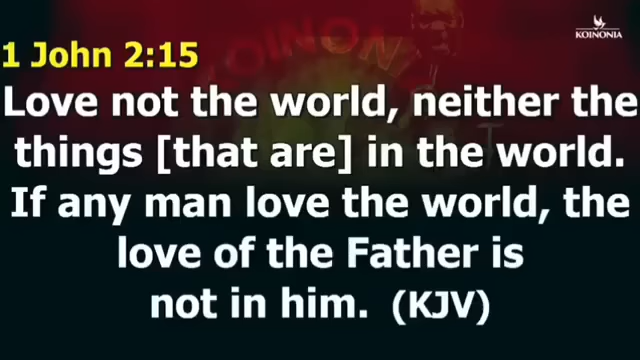 KOINONIA
KOINONIA
1 John 2:15
Love not the world, neither the
things [that are] in the world.
If any man love the world, the
love of the Father is
not in him. (KJV)